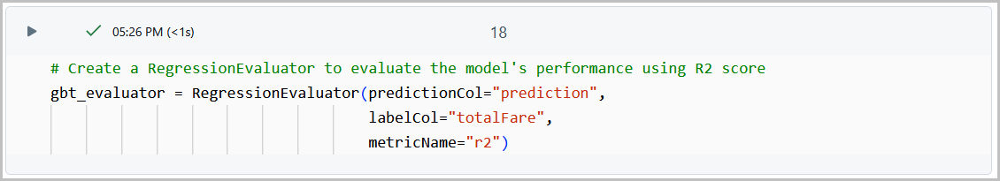 05:26 PM (<1s) 18
# Create a RegressionEvaluator to evaluate the model's performance using R2 score
gbt_evaluator = RegressionEvaluator(predictionCol="prediction",
labelCol="totalFare",
metricName="r2")